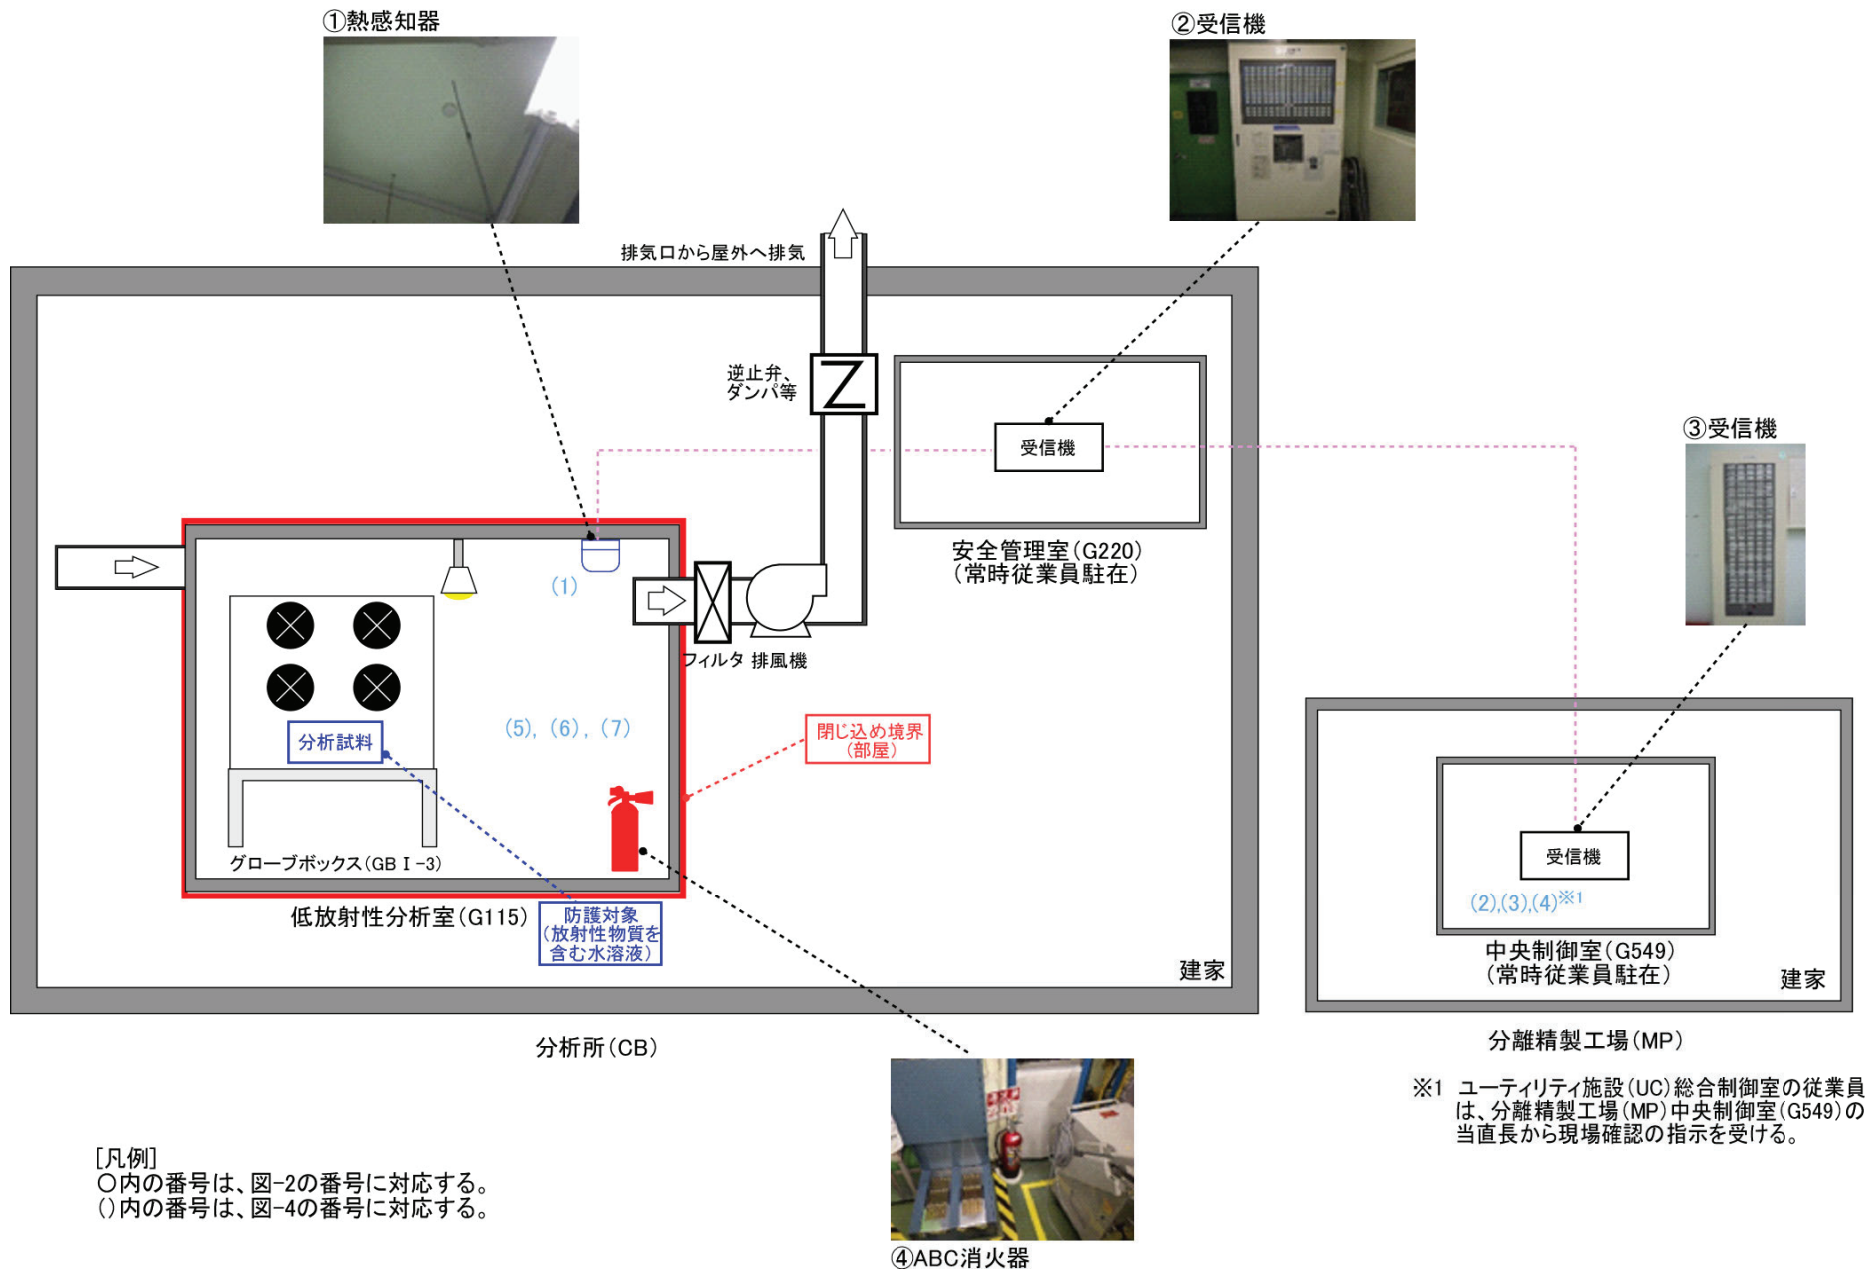 ①熱感知器
②受信機
排気口から屋外へ排気
逆止弁、
ダンパ等
受信機
③受信機
安全管理室(G220)
(常時従業員駐在)
(1)
フィルタ 排風機
(5), (6), (7)
分析試料
閉じ込め境界
(部屋)
グローブボックス(GBⅠ-3)
低放射性分析室(G115)
防護対象
(放射性物質を
含む水溶液)
建家
受信機
(2),(3),(4)※1
中央制御室(G549)
(常時従業員駐在)
建家
分析所(CB)
分離精製工場(MP)
※1 ユーティリティ施設(UC)総合制御室の従業員
は、分離精製工場(MP)中央制御室(G549)の
当直長から現場確認の指示を受ける。
[凡例]
○内の番号は、図-2の番号に対応する。
()内の番号は、図-4の番号に対応する。
④ABC消火器